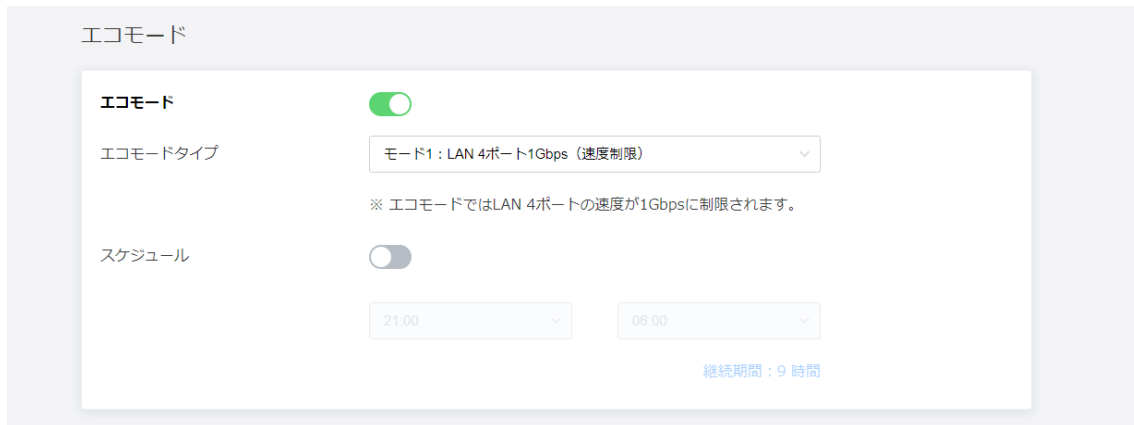 エコモード
エコモード
エコモードタイプ
モード1：LAN 4ポート1Gbps（速度制限）
※ エコモードではLAN 4ポートの速度が1Gbpsに制限されます。
スケジュール
21:00 06:00
継続期間：9 時間